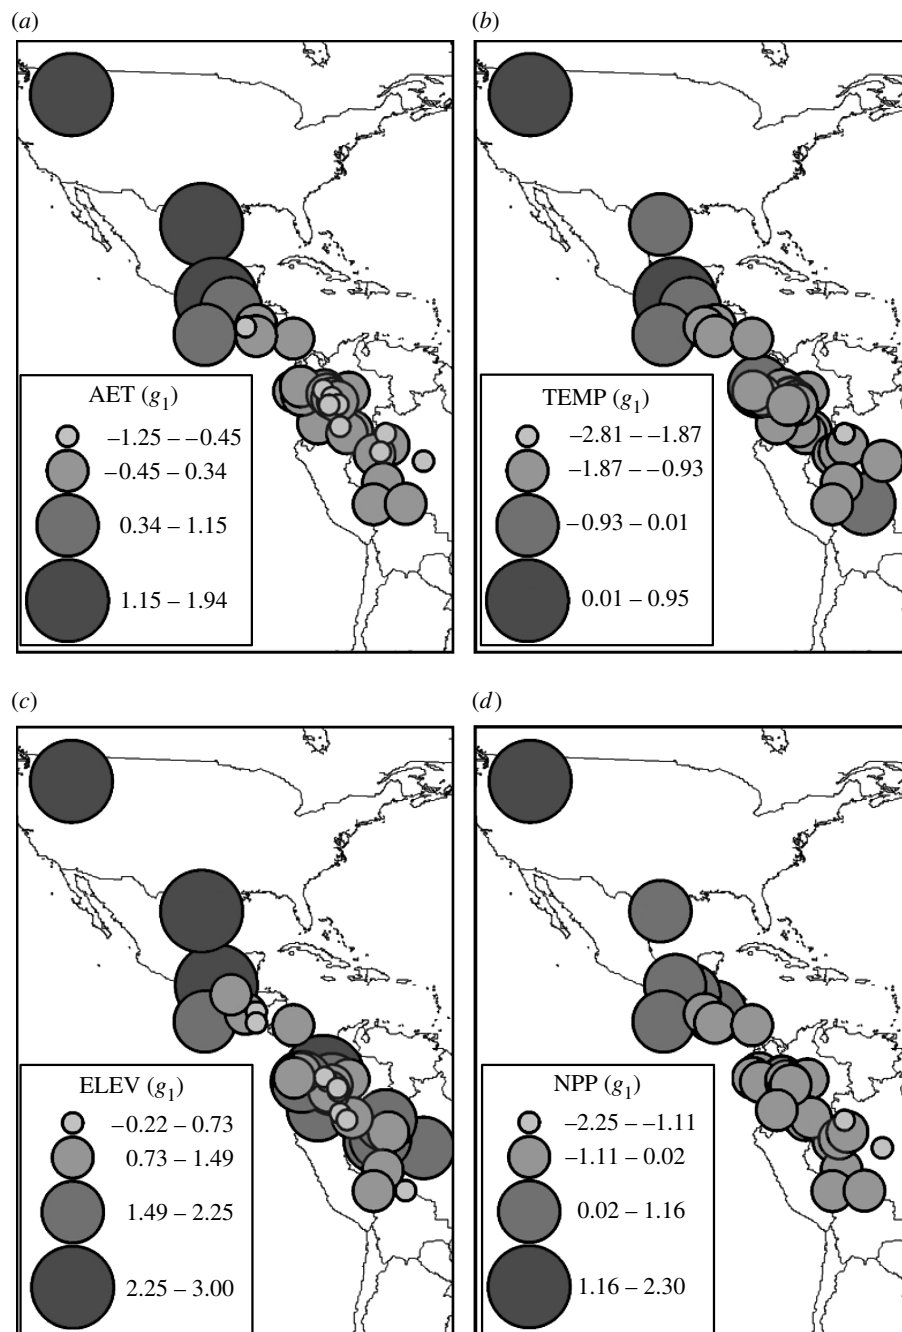 (a)
(b)
AET (g1)
−1.25 – −0.45
−0.45 – 0.34
0.34 – 1.15
1.15 – 1.94
TEMP (g1)
−2.81 – −1.87
−1.87 – −0.93
−0.93 – 0.01
0.01 – 0.95
(c)
(d)
ELEV (g1)
−0.22 – 0.73
0.73 – 1.49
1.49 – 2.25
2.25 – 3.00
NPP (g1)
−2.25 – −1.11
−1.11 – 0.02
0.02 – 1.16
1.16 – 2.30